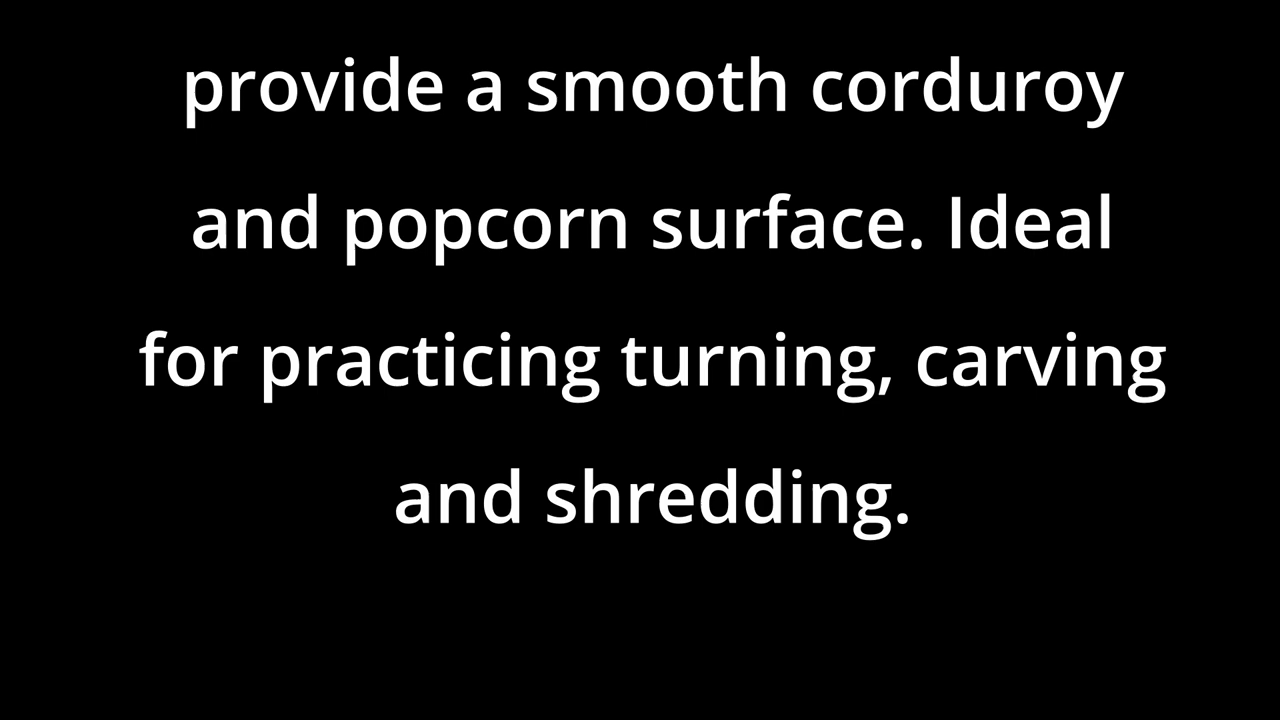 provide a smooth corduroy
and popcorn surface. Ideal
for practicing turning, carving
and shredding.